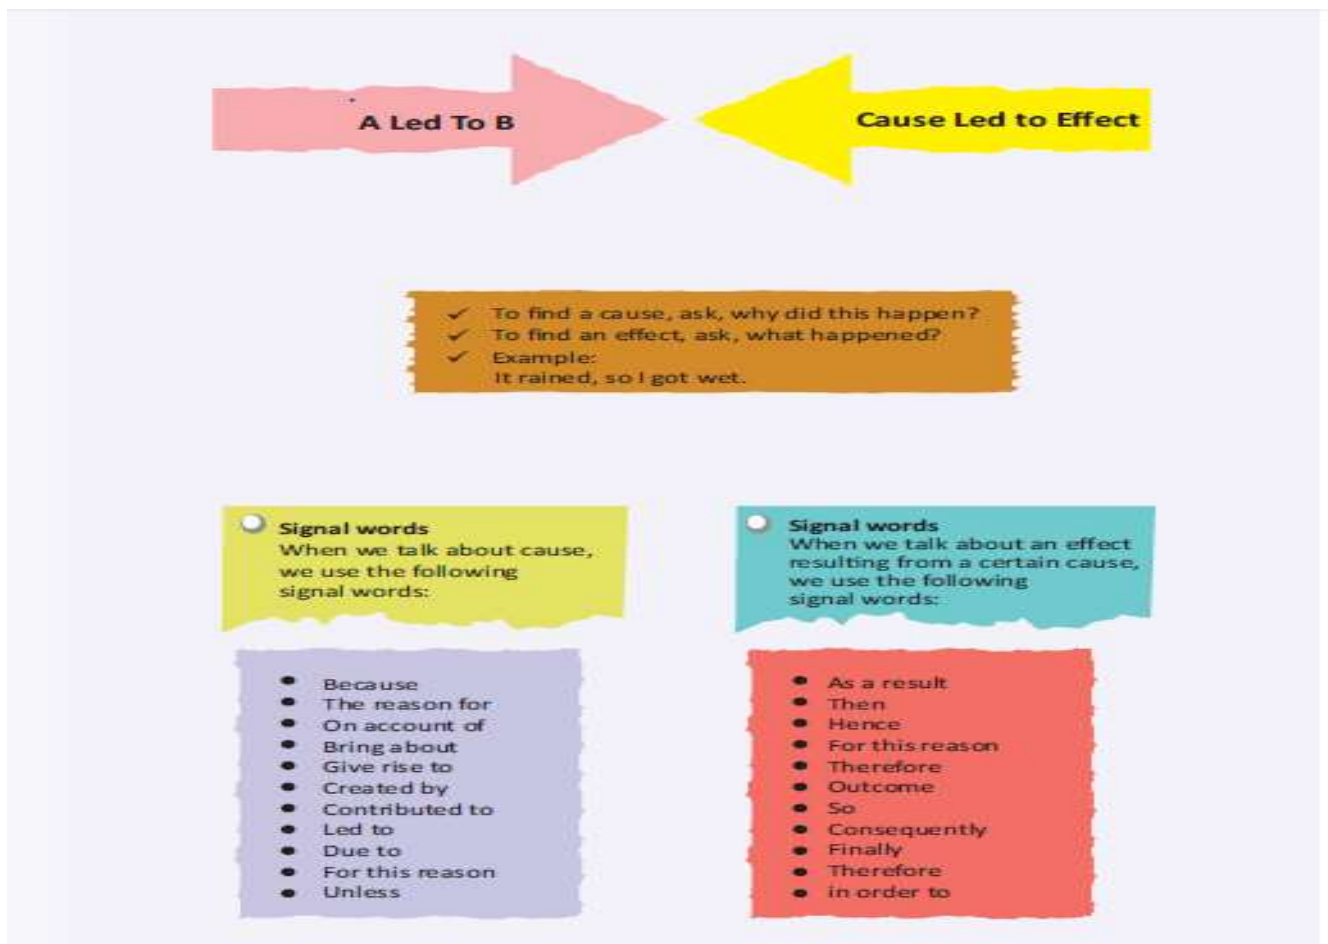 A Led To B
Cause Led to Effect
✓ To find a cause, ask, why did this happen?
✓ To find an effect, ask, what happened?
✓ Example:
It rained, so I got wet.
Signal words
When we talk about cause,
we use the following
signal words:
• Because
• The reason for
• On account of
• Bring about
• Give rise to
• Created by
• Contributed to
• Led to
• Due to
• For this reason
• Unless
Signal words
When we talk about an effect
resulting from a certain cause,
we use the following
signal words:
• As a result
• Then
• Hence
• For this reason
• Therefore
• Outcome
• So
• Consequently
• Finally
• Therefore
• in order to